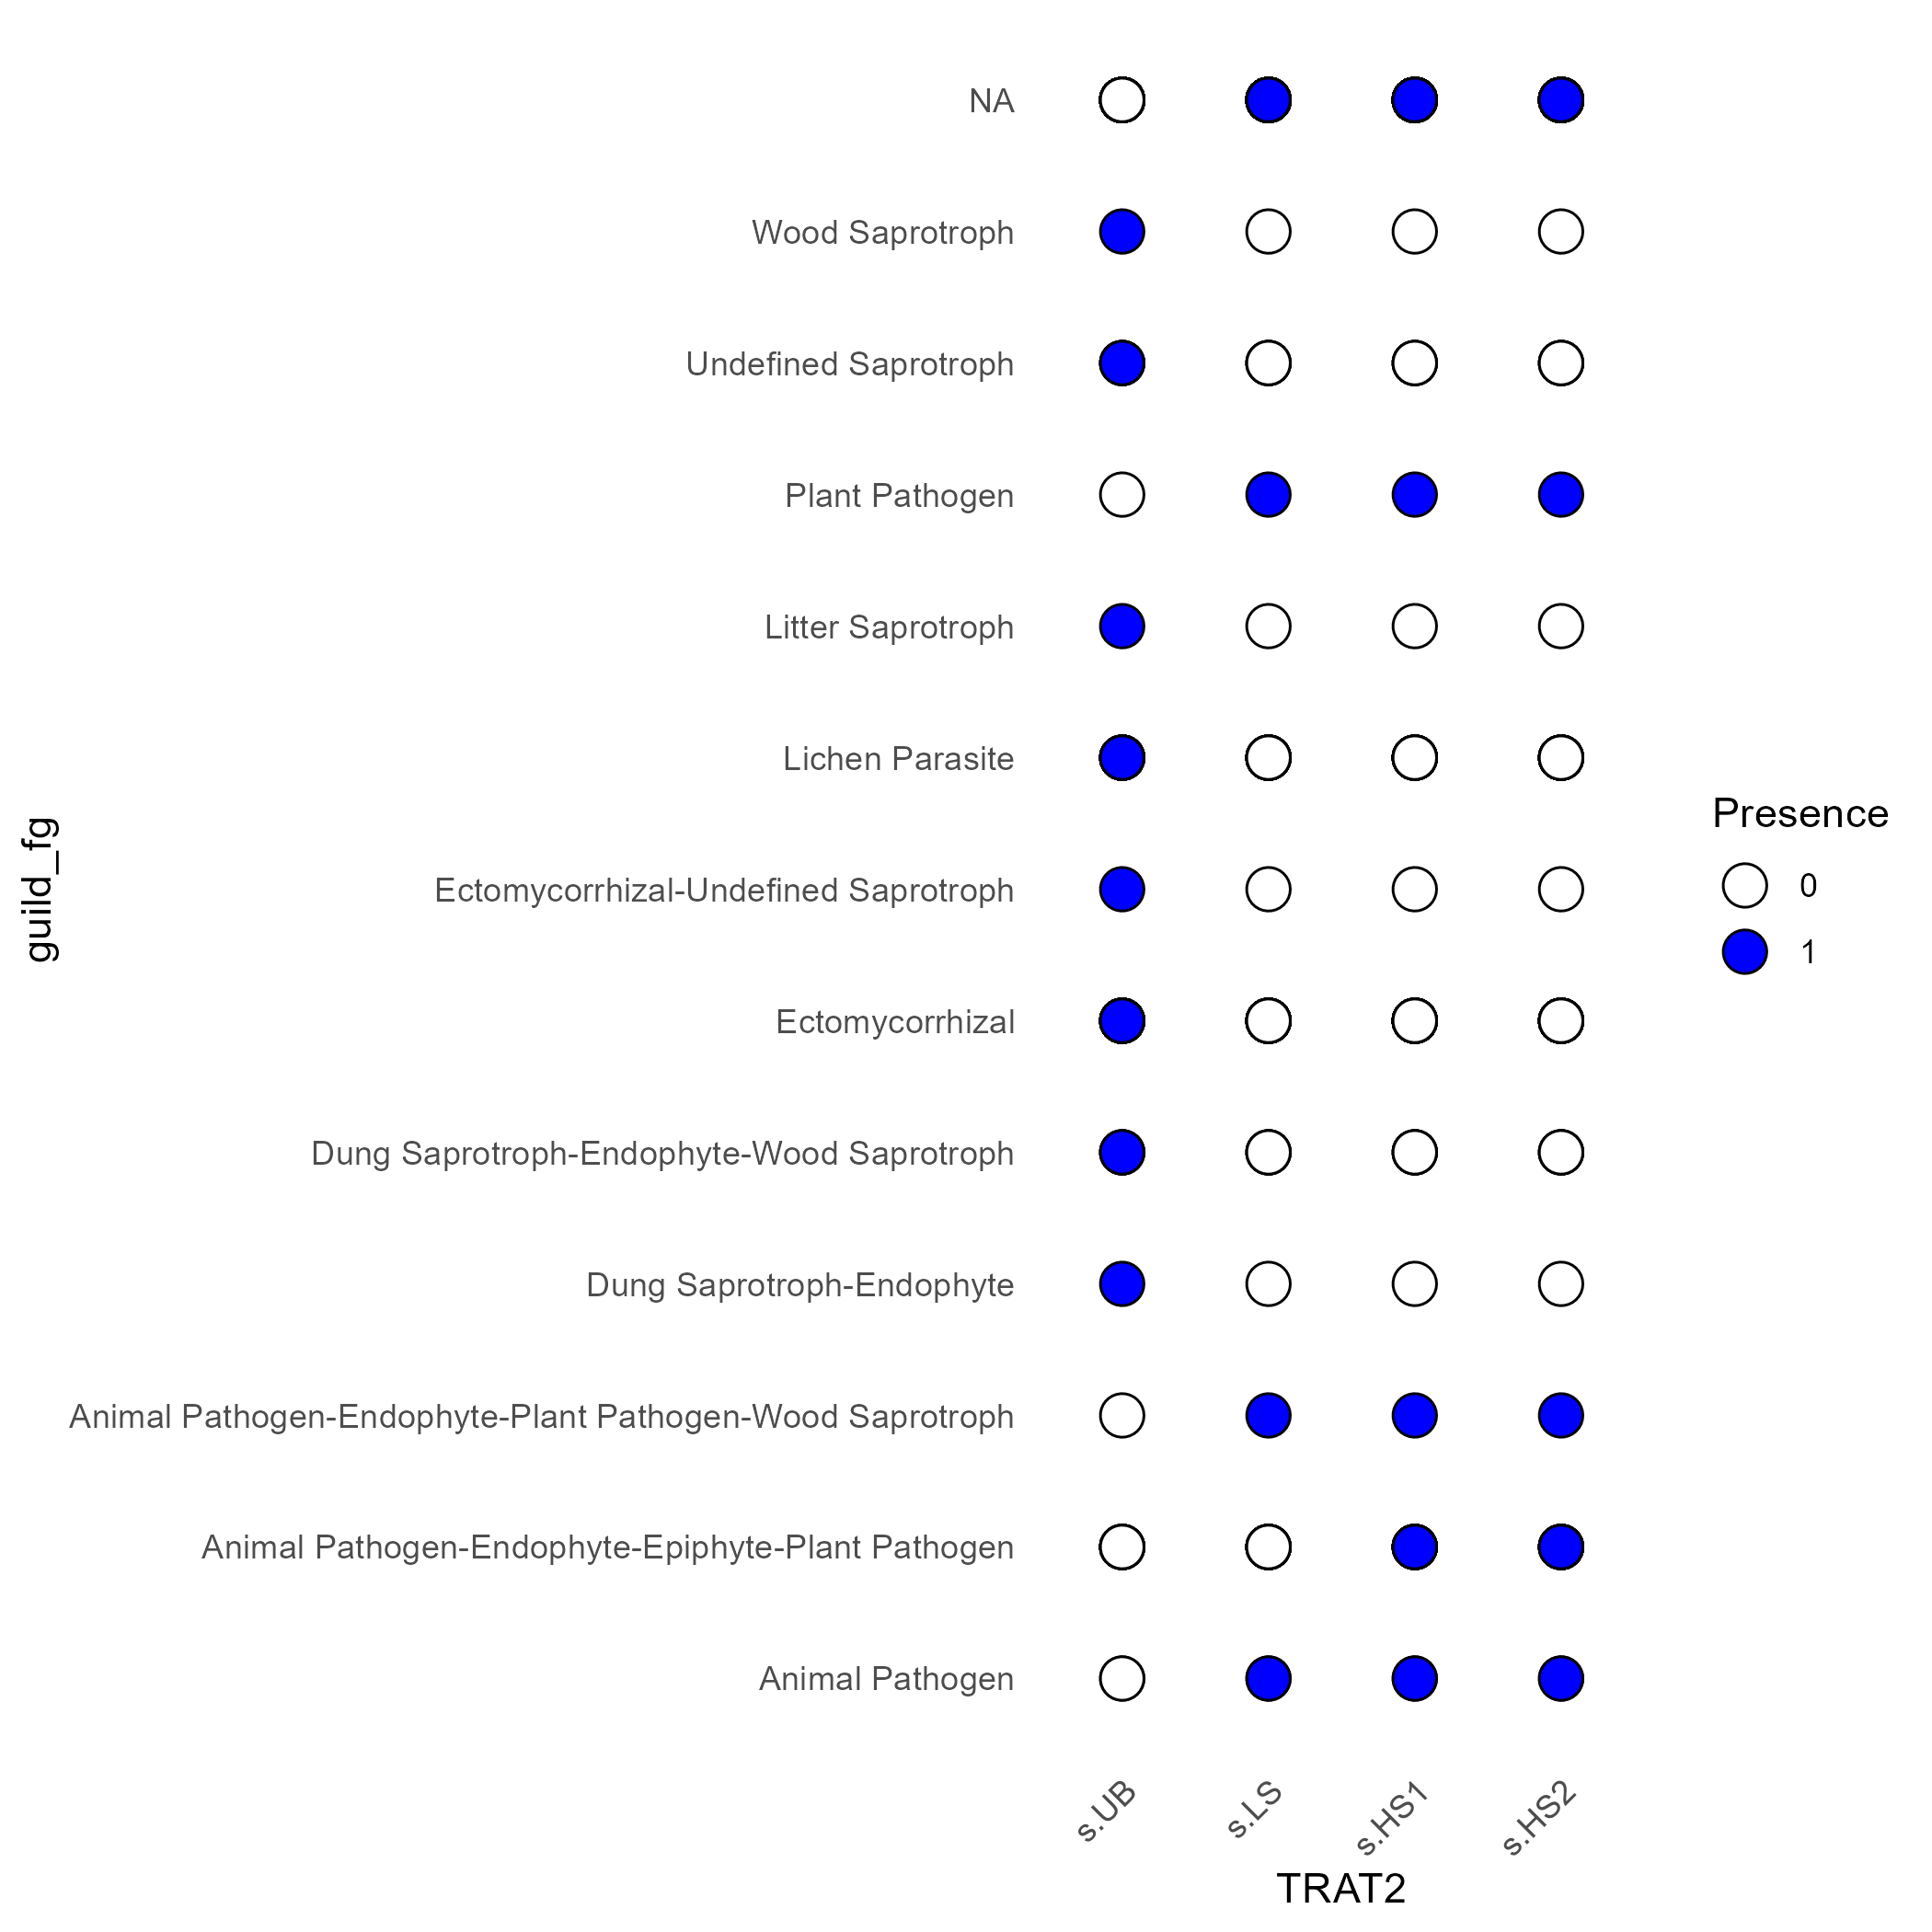 NA
Wood Saprotroph
Undefined Saprotroph
Plant Pathogen
Litter Saprotroph
Lichen Parasite
Ectomycorrhizal-Undefined Saprotroph
Ectomycorrhizal
Dung Saprotroph-Endophyte-Wood Saprotroph
Dung Saprotroph-Endophyte
Animal Pathogen-Endophyte-Plant Pathogen-Wood Saprotroph
Animal Pathogen-Endophyte-Epiphyte-Plant Pathogen
Animal Pathogen
guild_fg
s.UB
s.LS
s.HS1
s.HS2
TRAT2
Presence
0
1